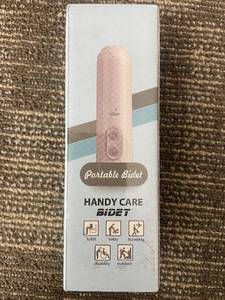 Portable Bidet
HANDY CARE
BIDET
toilet baby traveling
disability outdoor